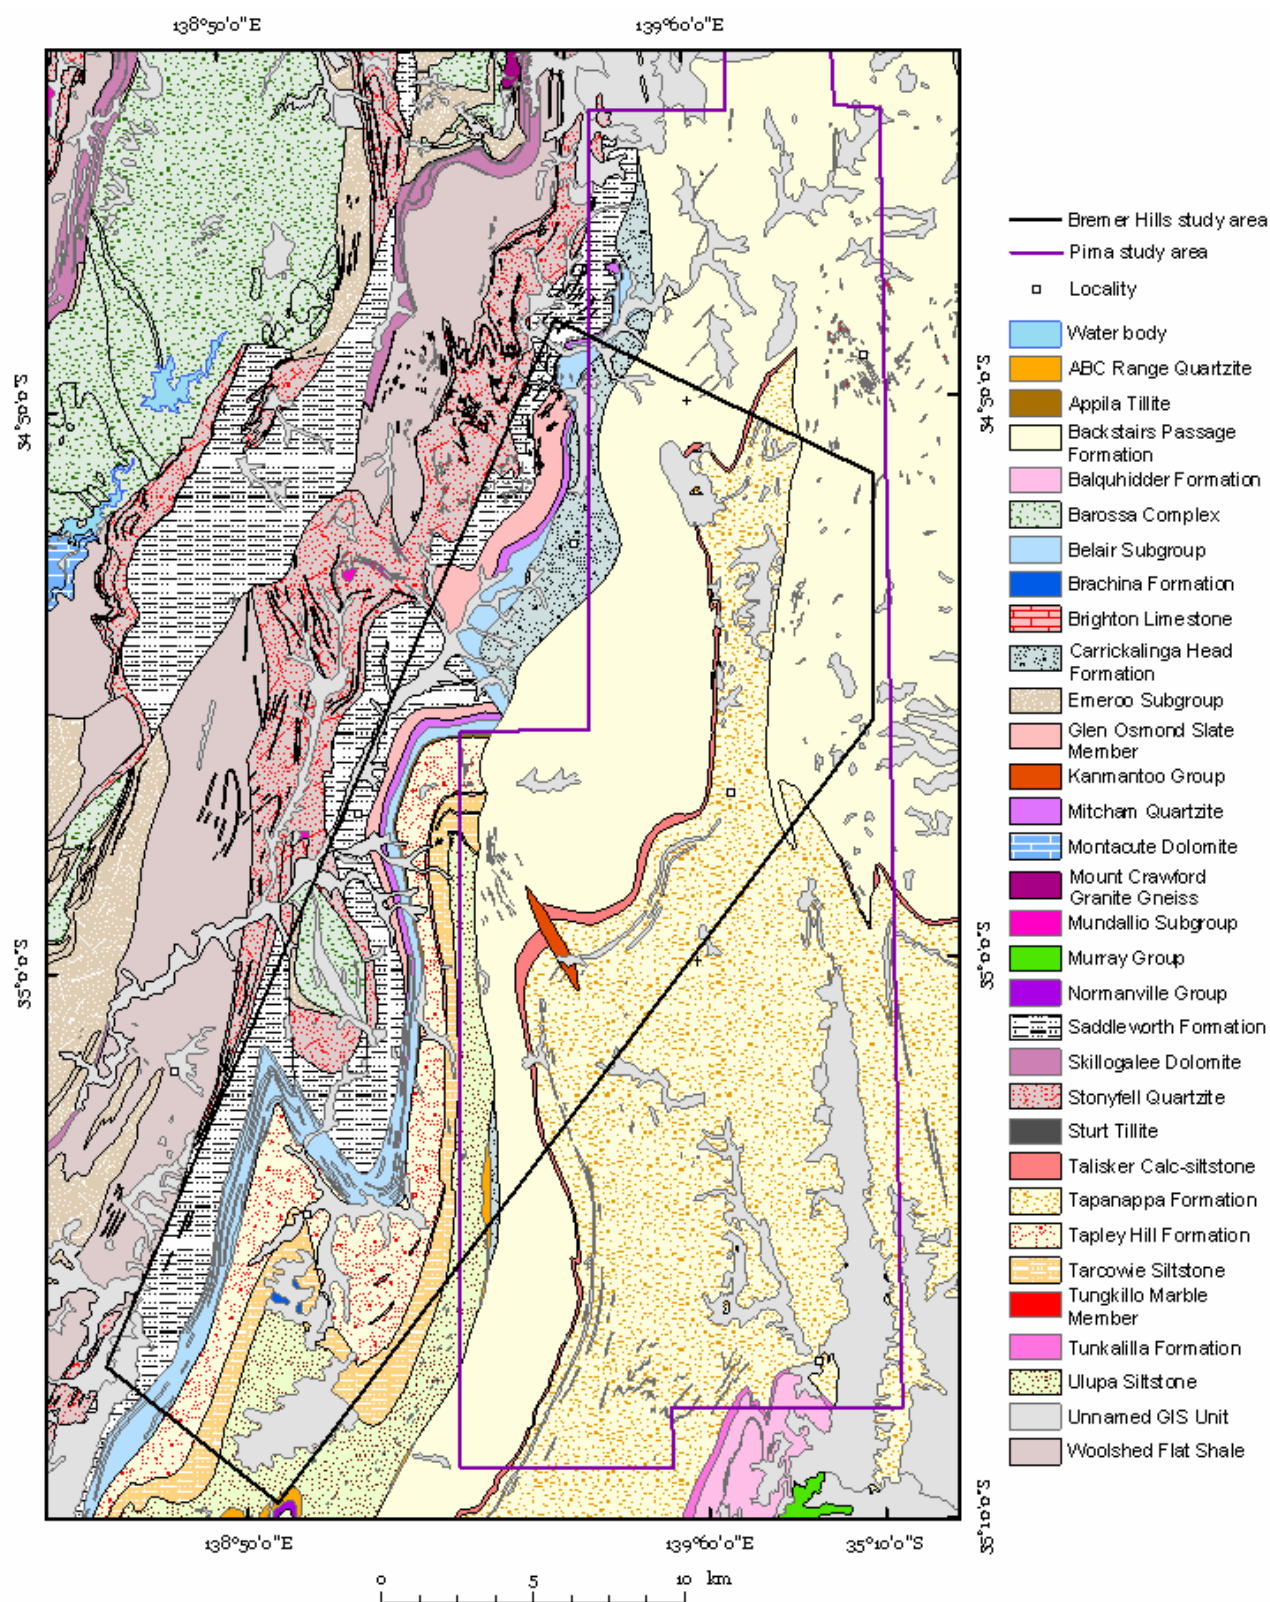 138°50'0"E 139°60'0"E
34°50'0"S
34°50'0"S
35°0'0"S
35°0'0"S
35°10'0"S
138°50'0"E 139°60'0"E 35°10'0"S
0 5 10 km
Bremer Hills study area
Pirna study area
Locality
Water body
ABC Range Quartzite
Appila Tillite
Backstairs Passage
Formation
Balquhidder Formation
Barossa Complex
Belair Subgroup
Brachina Formation
Brighton Limestone
Carrickalinga Head
Formation
Emeroo Subgroup
Glen Osmond Slate
Member
Kanmantoo Group
Mitcham Quartzite
Montacute Dolomite
Mount Crawford
Granite Gneiss
Mundallio Subgroup
Murray Group
Normanville Group
Saddleworth Formation
Skillogalee Dolomite
Stonyfell Quartzite
Sturt Tillite
Talisker Calc-siltstone
Tapanappa Formation
Tapley Hill Formation
Tarcowie Siltstone
Tungkillo Marble
Member
Tunkalilla Formation
Ulupa Siltstone
Unnamed GIS Unit
Woolshed Flat Shale